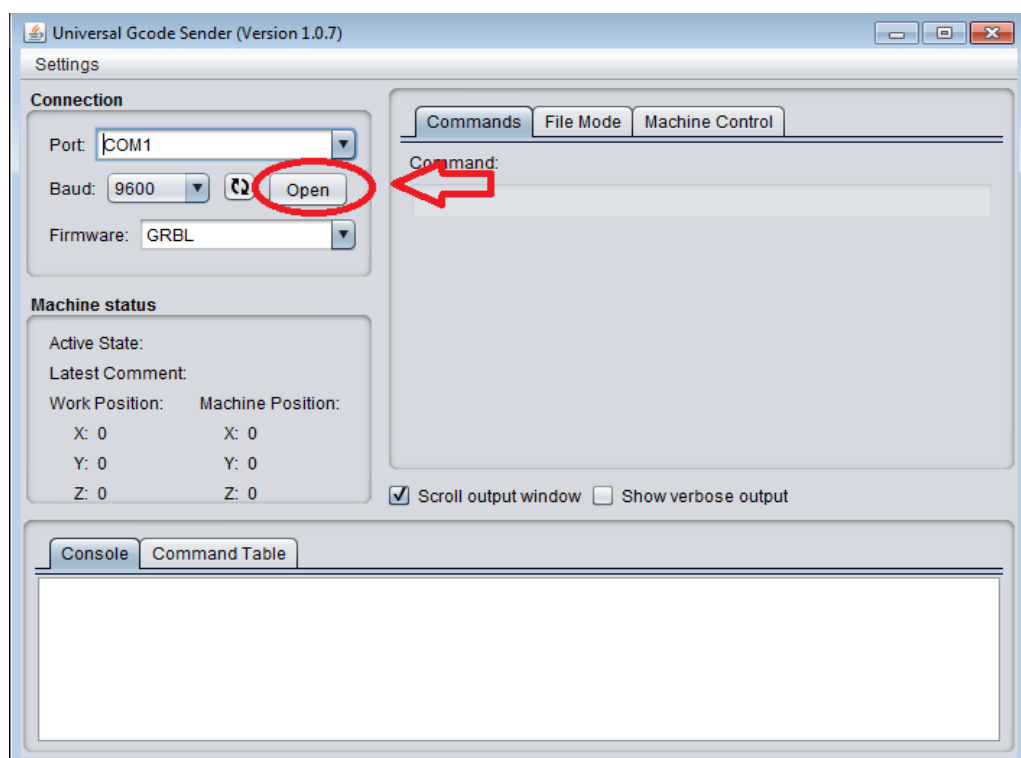 Universal Gcode Sender (Version 1.0.7)
Settings
Connection
Port: COM1
Baud: 9600 Open
Firmware: GRBL
Machine status
Active State:
Latest Comment:
Work Position: Machine Position:
X: 0 X: 0
Y: 0 Y: 0
Z: 0 Z: 0
Commands File Mode Machine Control
Command:
Scroll output window Show verbose output
Console Command Table